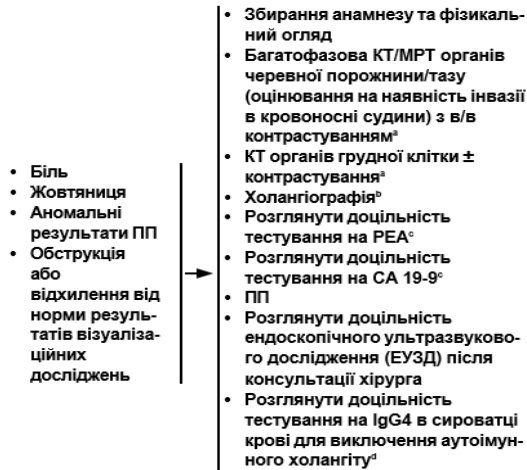 • Біль
• Жовтяниця
• Аномальні
результати ПП
• Обструкція
або
відхилення від
норми резуль-
татів візуаліза-
ційних
досліджень
• Збирання анамнезу та фізикаль-
ний огляд
• Багатофазова КТ/МРТ органів
черевної порожнини/тазу
(оцінювання на наявність інвазії
в кровоносні судини) з в/в
контрастуваннямᵃ
• КТ органів грудної клітки ±
контрастуванняᵃ
• Холангіографіяᵇ
• Розглянути доцільність
тестування на РЕАᶜ
• Розглянути доцільність
тестування на СА 19-9ᶜ
• ПП
• Розглянути доцільність
ендоскопічного ультразвуково-
го дослідження (ЕУЗД) після
консультації хірурга
• Розглянути доцільність
тестування на IgG4 в сироватці
крові для виключення аутоімун-
ного холангітуᵈ